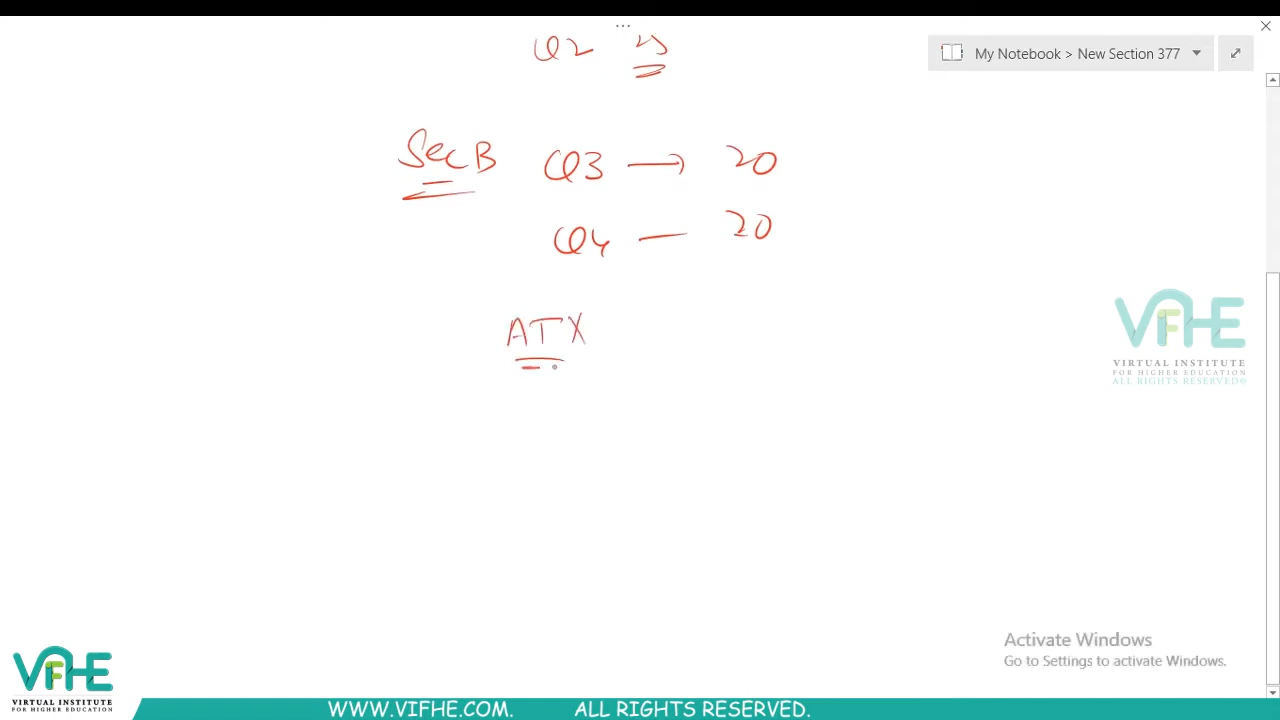 Q2 25
My Notebook > New Section 377
Sec B Q3 → 20
Q4 — 20
ATX
VIFHE
VIRTUAL INSTITUTE
FOR HIGHER EDUCATION
ALL RIGHTS RESERVED©
Activate Windows
Go to Settings to activate Windows.
VIFHE
VIRTUAL INSTITUTE
FOR HIGHER EDUCATION
WWW.VIFHE.COM. ALL RIGHTS RESERVED.